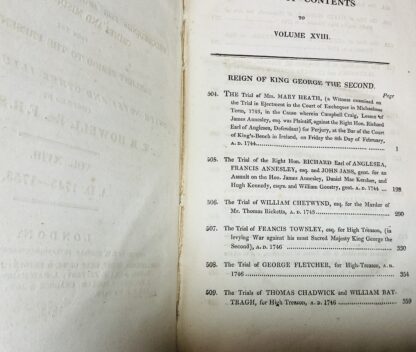 CONTENTS
TO
VOLUME XVIII.
REIGN OF KING GEORGE THE SECOND.
Page
504. THE Trial of Mrs. MARY HEATH, (a Witness examined on
the Trial in Ejectment in the Court of Exchequer in Michaelmas
Term, 1743, in the Cause wherein Campbell Craig, Lessee of
James Annesley, esq. was Plaintiff, against the Right Hon. Richard
Earl of Anglesea, Defendant) for Perjury, at the Bar of the Court
of King's-Bench in Ireland, on Friday the 8th Day of February,
A. D. 1744 1
505. The Trial of the Right Hon. RICHARD Earl of ANGLESEA,
FRANCIS ANNESLEY, esq. and JOHN JANS, gent. for an
Assault on the Hon. James Annesley, Daniel Mac Kercher, and
Hugh Kennedy, esqrs. and William Goostry, gent. A. D. 1744 198
506. The Trial of WILLIAM CHETWYND, esq. for the Murder of
Mr. Thomas Ricketts, A. D. 1743 290
507. The Trial of FRANCIS TOWNLEY, esq. for High Treason, (in
levying War against his most Sacred Majesty King George the
Second), A. D. 1746 330
508. The Trial of GEORGE FLETCHER, for High-Treason, A. D.
1746 354
509. The Trials of THOMAS CHADWICK and WILLIAM BAT-
TRAGH, for High Treason, A. D. 1746 359